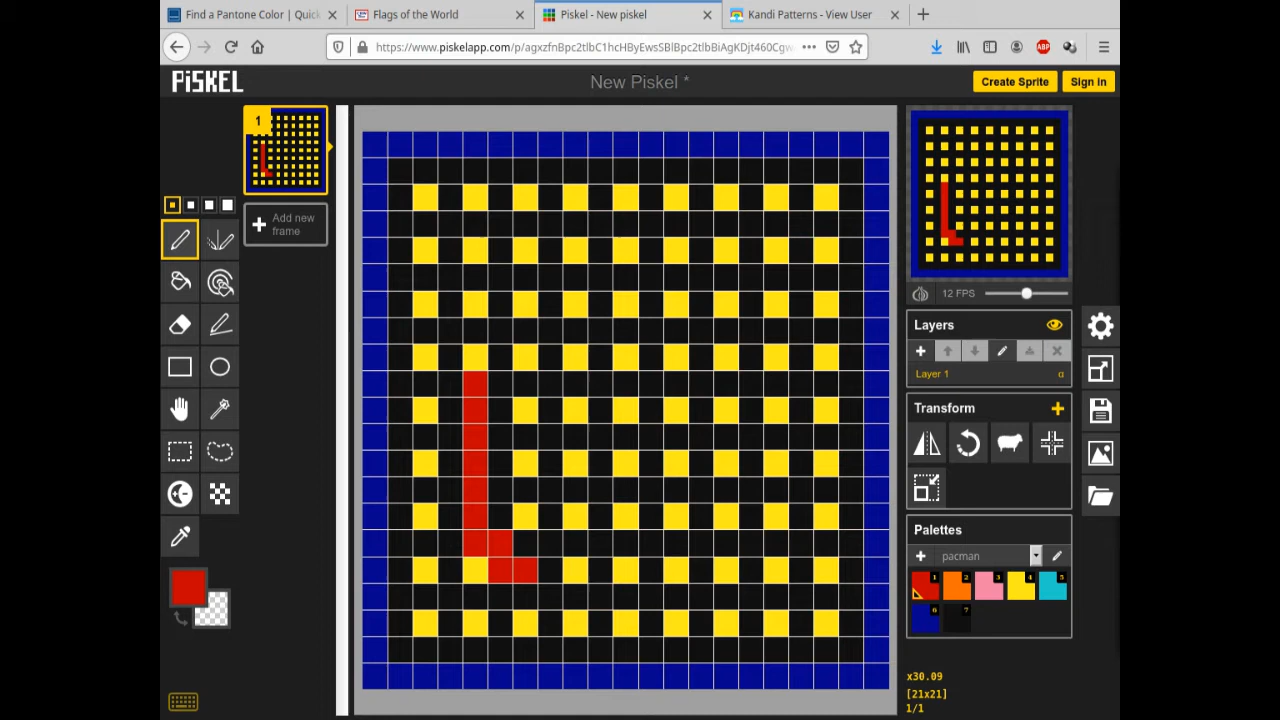 Find a Pantone Color | Quick
Flags of the World
Piskel - New piskel
Kandi Patterns - View User
https://www.piskelapp.com/p/agxzfnBpc2tlbC1hcHByEwsSBlBpc2tlbBiAgKDjt460Cgw
ABP
PiSKEL
New Piskel *
Create Sprite
Sign in
1
Add new
frame
12 FPS
Layers
Layer 1
α
Transform
Palettes
pacman
1 2 3 4 5
6 7
x30.09
[21x21]
1/1